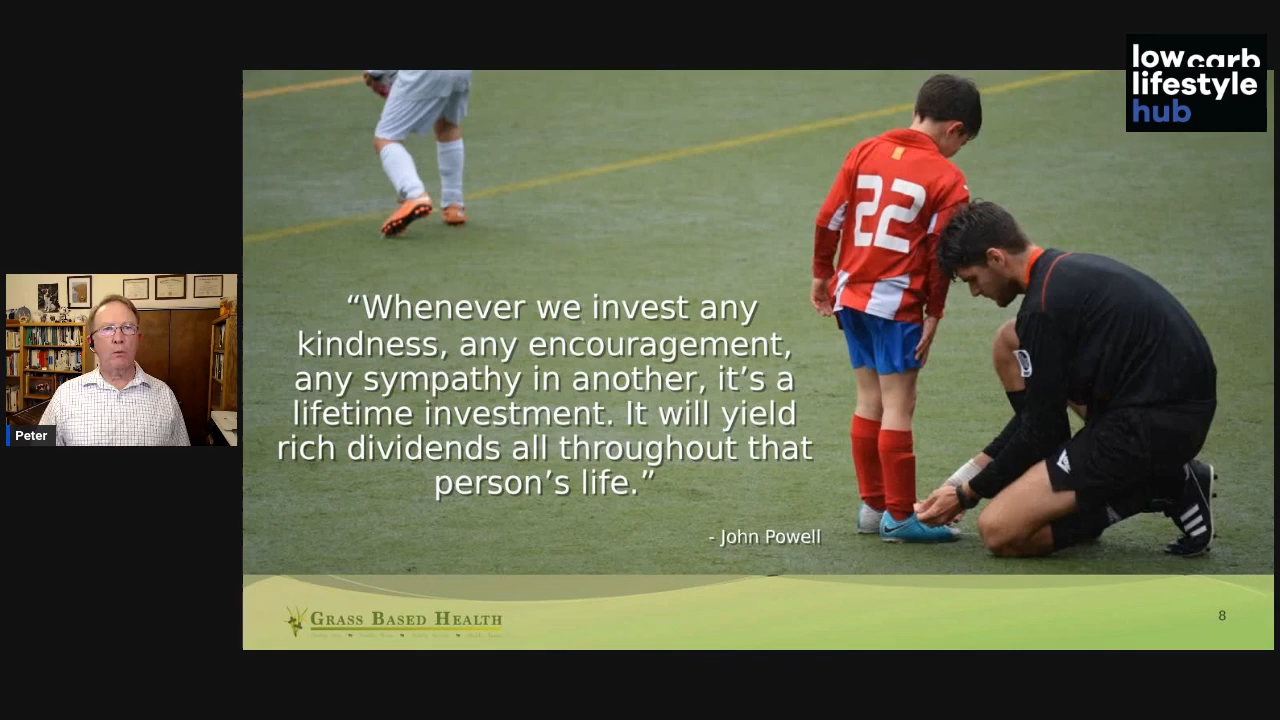 low carb
lifestyle
hub
22
“Whenever we invest any
kindness, any encouragement,
any sympathy in another, it’s a
lifetime investment. It will yield
rich dividends all throughout that
person’s life.”
- John Powell
Peter
GRASS BASED HEALTH
8